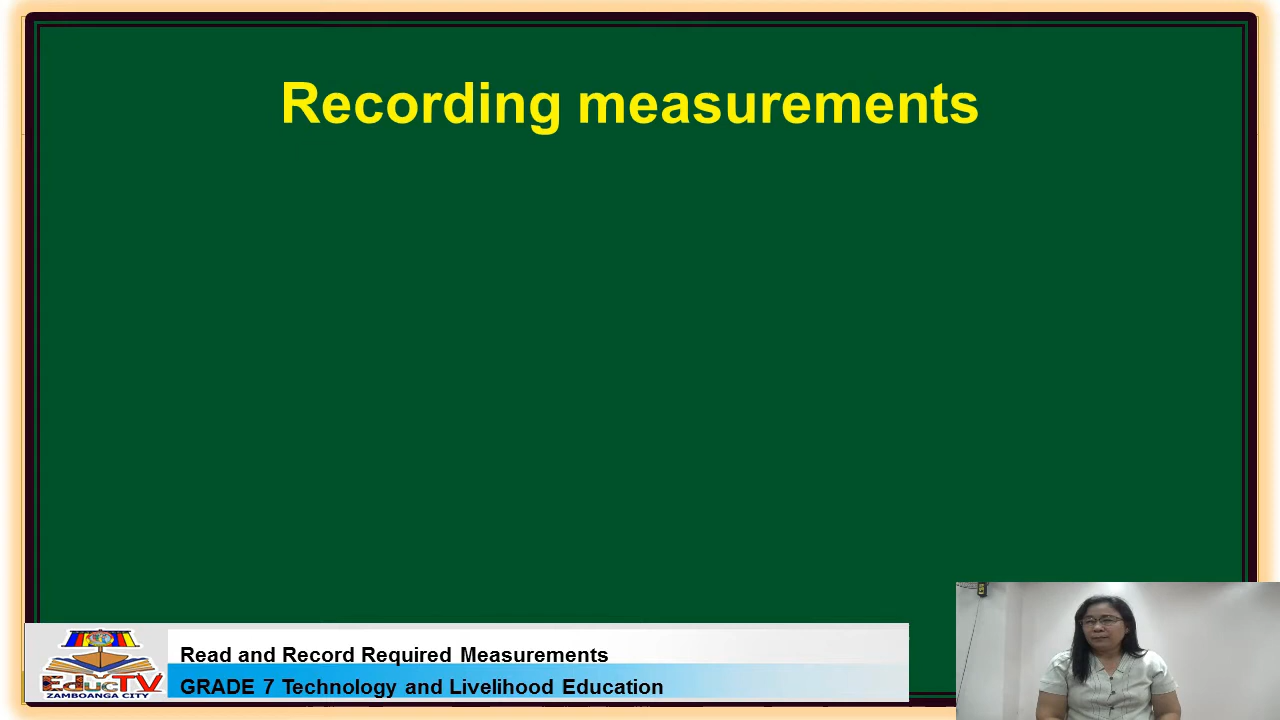 Recording measurements
Read and Record Required Measurements
EducTV
ZAMBOANGA CITY
GRADE 7 Technology and Livelihood Education